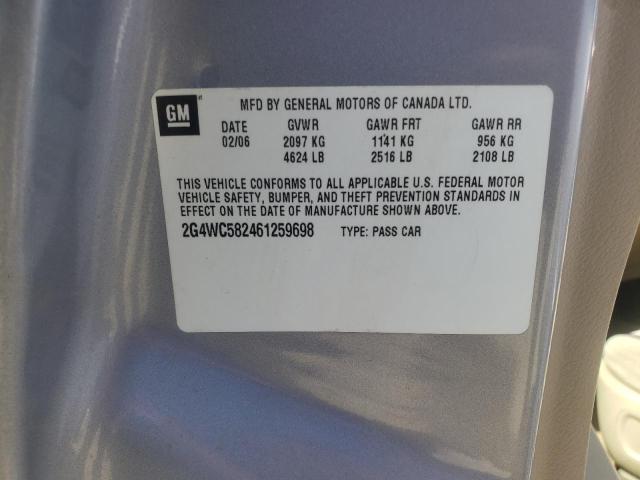 GM
MFD BY GENERAL MOTORS OF CANADA LTD.
DATE GVWR GAWR FRT GAWR RR
02/06 2097 KG 1141 KG 956 KG
4624 LB 2516 LB 2108 LB
THIS VEHICLE CONFORMS TO ALL APPLICABLE U.S. FEDERAL MOTOR
VEHICLE SAFETY, BUMPER, AND THEFT PREVENTION STANDARDS IN
EFFECT ON THE DATE OF MANUFACTURE SHOWN ABOVE.
2G4WC582461259698 TYPE: PASS CAR